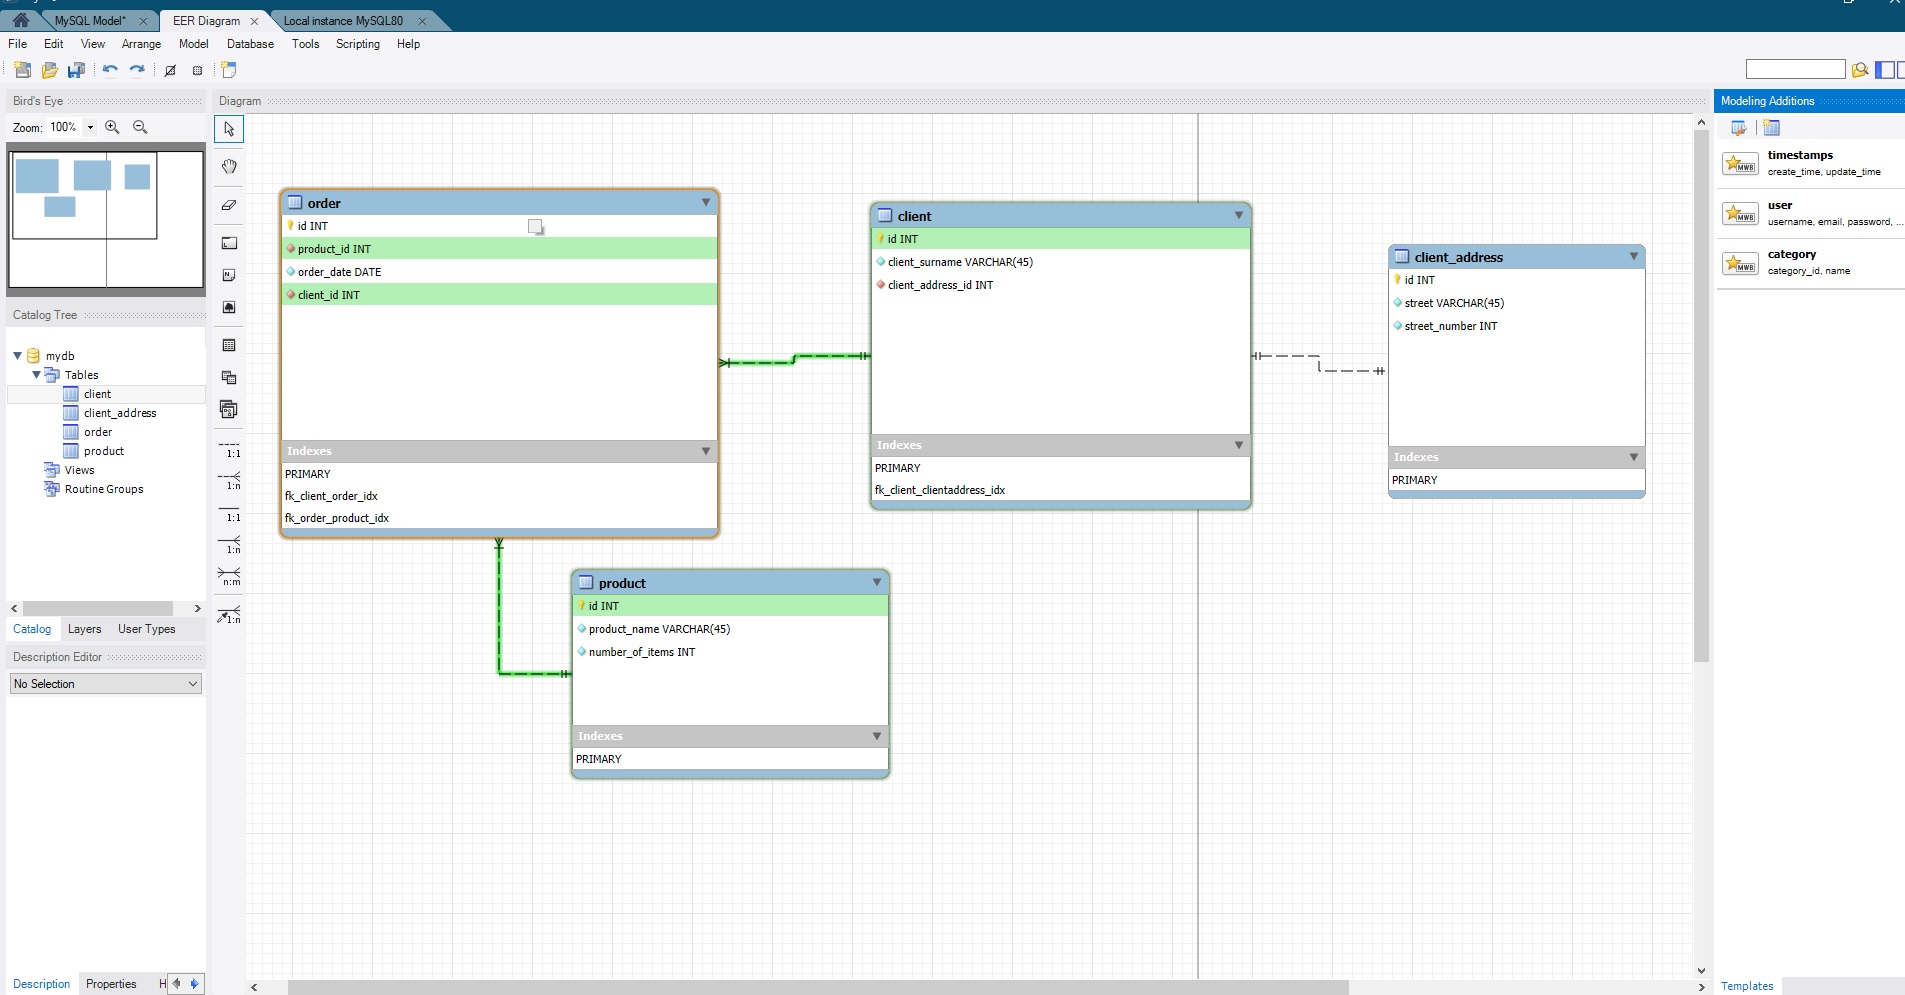 MySQL Model*
EER Diagram
Local instance MySQL80
File Edit View Arrange Model Database Tools Scripting Help
Bird's Eye
Zoom: 100%
Catalog Tree
mydb
Tables
client
client_address
order
product
Views
Routine Groups
Catalog Layers User Types
Description Editor
No Selection
Description Properties H
Diagram
1:1
1:n
1:1
1:n
n:m
1:n
order
id INT
product_id INT
order_date DATE
client_id INT
Indexes
PRIMARY
fk_client_order_idx
fk_order_product_idx
client
id INT
client_surname VARCHAR(45)
client_address_id INT
Indexes
PRIMARY
fk_client_clientaddress_idx
client_address
id INT
street VARCHAR(45)
street_number INT
Indexes
PRIMARY
product
id INT
product_name VARCHAR(45)
number_of_items INT
Indexes
PRIMARY
Modeling Additions
MWB
timestamps
create_time, update_time
MWB
user
username, email, password, ...
MWB
category
category_id, name
Templates